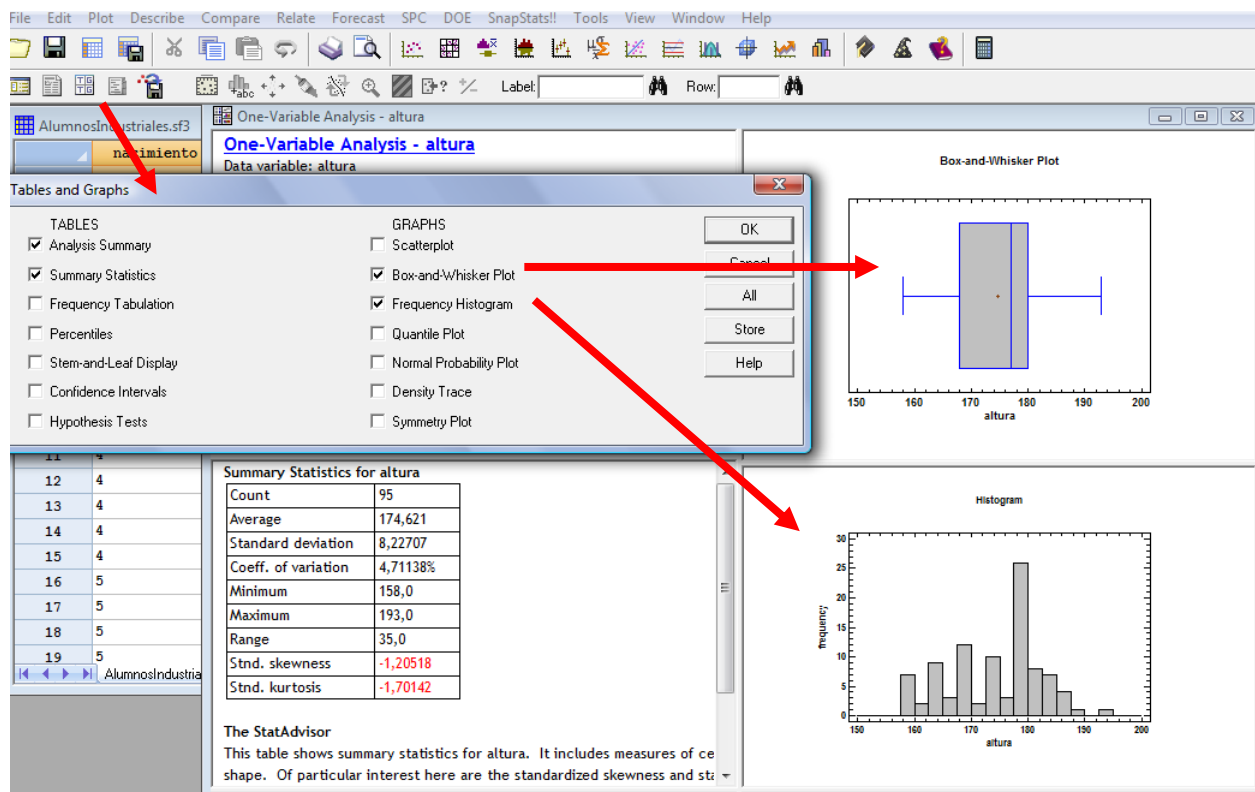 File Edit Plot Describe Compare Relate Forecast SPC DOE SnapStats!! Tools View Window Help
Label: Row:
AlumnosIndustriales.sf3
nacimiento
One-Variable Analysis - altura
One-Variable Analysis - altura
Data variable: altura
Tables and Graphs
TABLES
Analysis Summary
Summary Statistics
Frequency Tabulation
Percentiles
Stem-and-Leaf Display
Confidence Intervals
Hypothesis Tests
GRAPHS
Scatterplot
Box-and-Whisker Plot
Frequency Histogram
Quantile Plot
Normal Probability Plot
Density Trace
Symmetry Plot
OK
Cancel
All
Store
Help
Box-and-Whisker Plot
150 160 170 180 190 200
altura
11 4
12 4
13 4
14 4
15 4
16 5
17 5
18 5
19 5
AlumnosIndustria
Summary Statistics for altura
Count 95
Average 174,621
Standard deviation 8,22707
Coeff. of variation 4,71138%
Minimum 158,0
Maximum 193,0
Range 35,0
Stnd. skewness -1,20518
Stnd. kurtosis -1,70142
The StatAdvisor
This table shows summary statistics for altura. It includes measures of ce
shape. Of particular interest here are the standardized skewness and sta
Histogram
frequency
30
25
20
15
10
5
0
150 160 170 180 190 200
altura